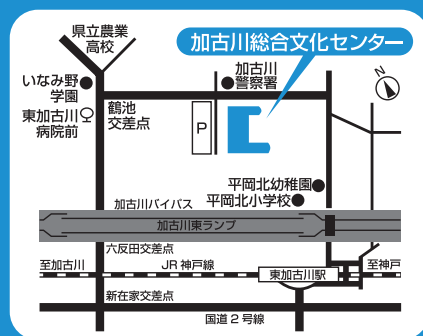 県立農業
高校
加古川総合文化センター
いなみ野
学園
加古川
警察署
N
東加古川
病院前
鶴池
交差点
P
平岡北幼稚園
平岡北小学校
加古川バイパス
加古川東ランプ
六反田交差点
至加古川
JR 神戸線
東加古川駅
至神戸
新在家交差点
国道2号線